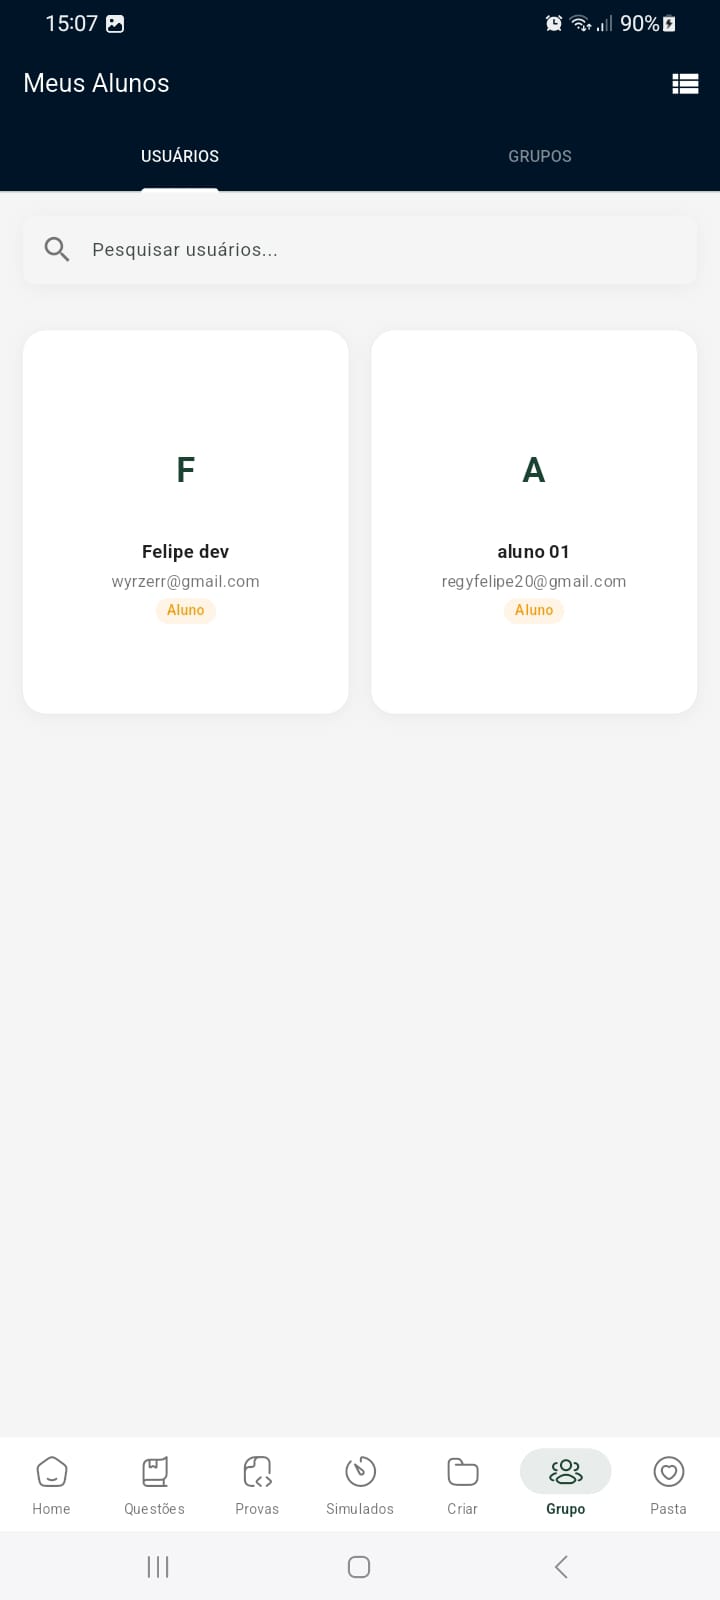 15:07 90%
Meus Alunos
USUÁRIOS GRUPOS
Pesquisar usuários...
F
Felipe dev
wyrzerr@gmail.com
Aluno
A
aluno 01
regyfelipe20@gmail.com
Aluno
Home Questões Provas Simulados Criar Grupo Pasta